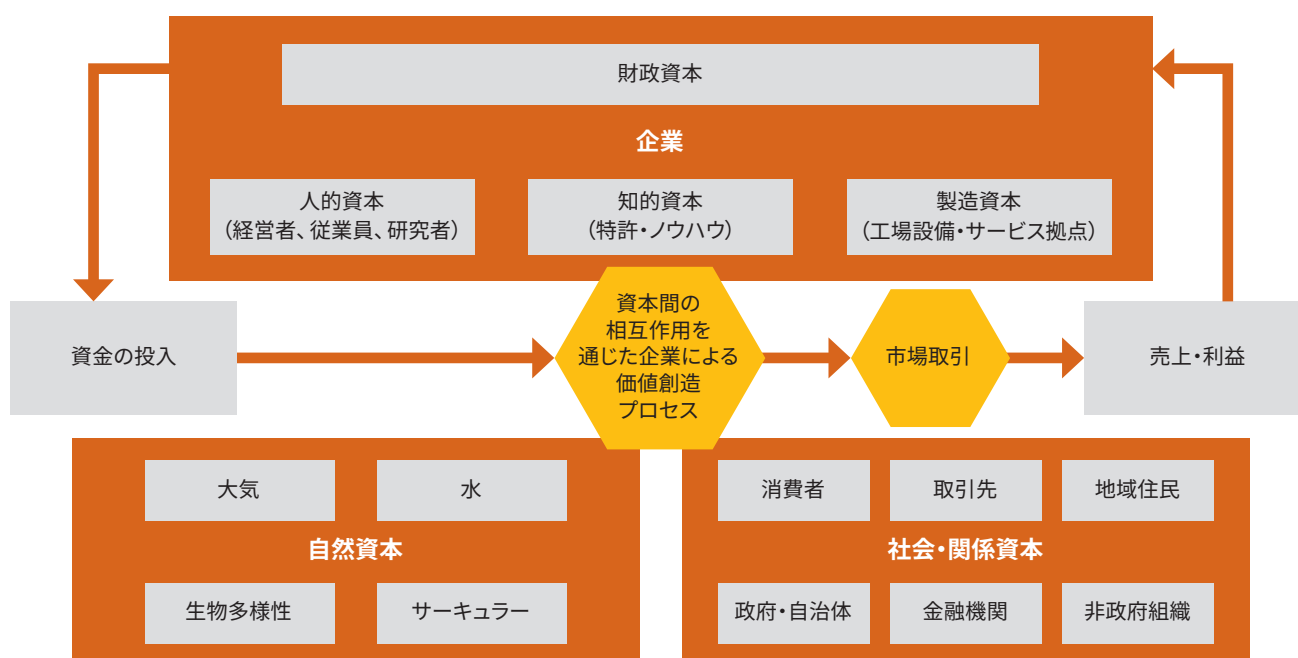 財政資本
企業
人的資本
（経営者、従業員、研究者）
知的資本
（特許・ノウハウ）
製造資本
（工場設備・サービス拠点）
資金の投入
資本間の
相互作用を
通じた企業による
価値創造
プロセス
市場取引
売上・利益
大気
水
自然資本
生物多様性
サーキュラー
消費者
取引先
地域住民
社会・関係資本
政府・自治体
金融機関
非政府組織